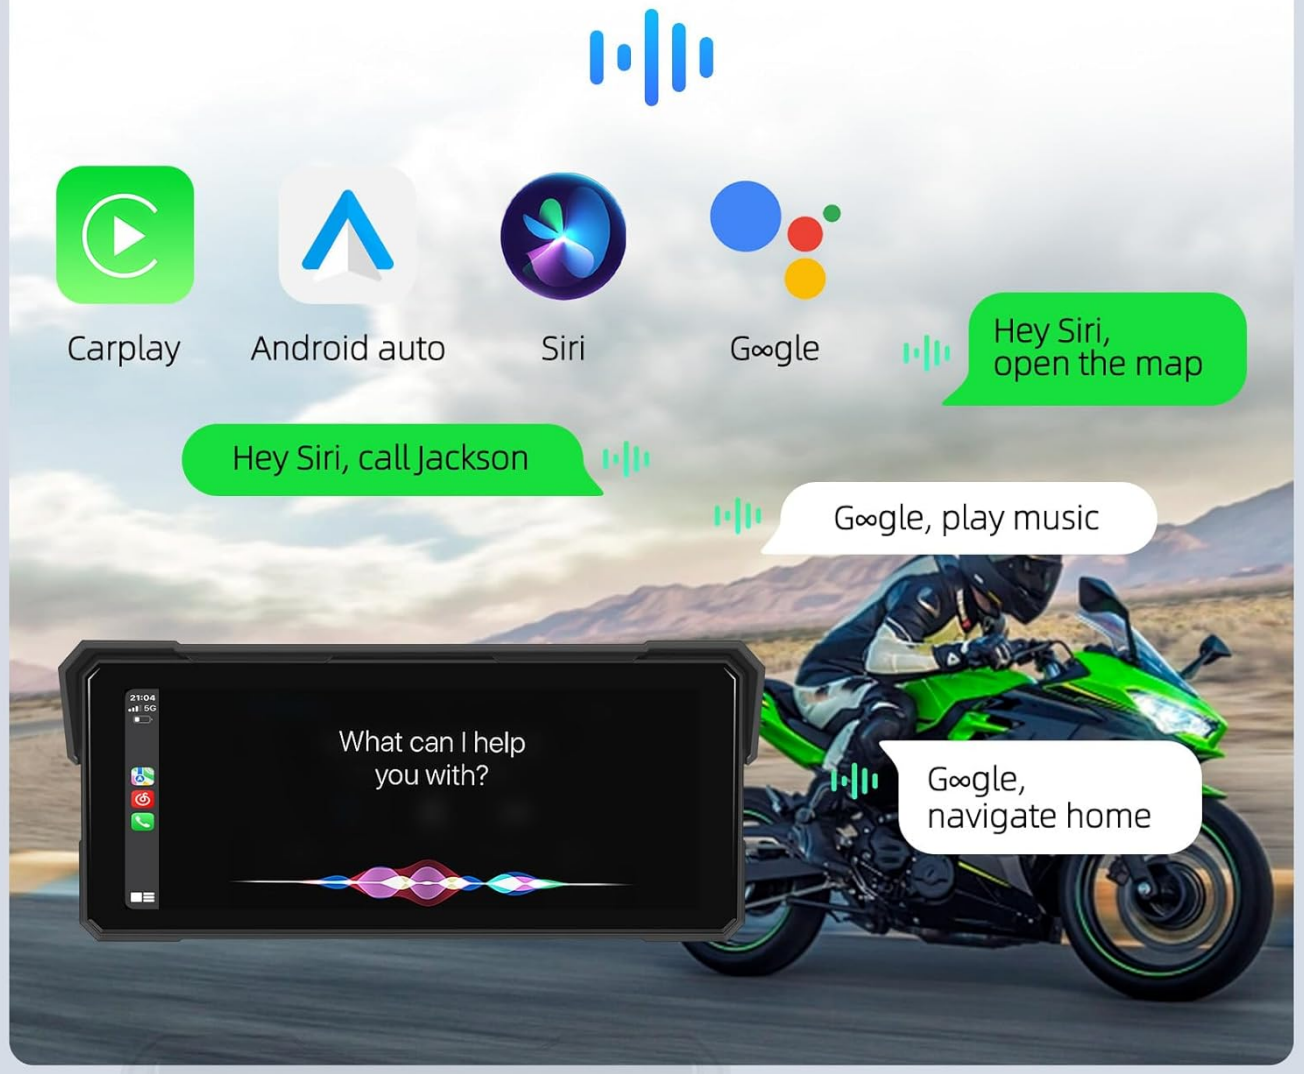 Carplay
Android auto
Siri
G∞gle
Hey Siri,
open the map
Hey Siri, call Jackson
G∞gle, play music
21:04
5G
What can I help
you with?
G∞gle,
navigate home